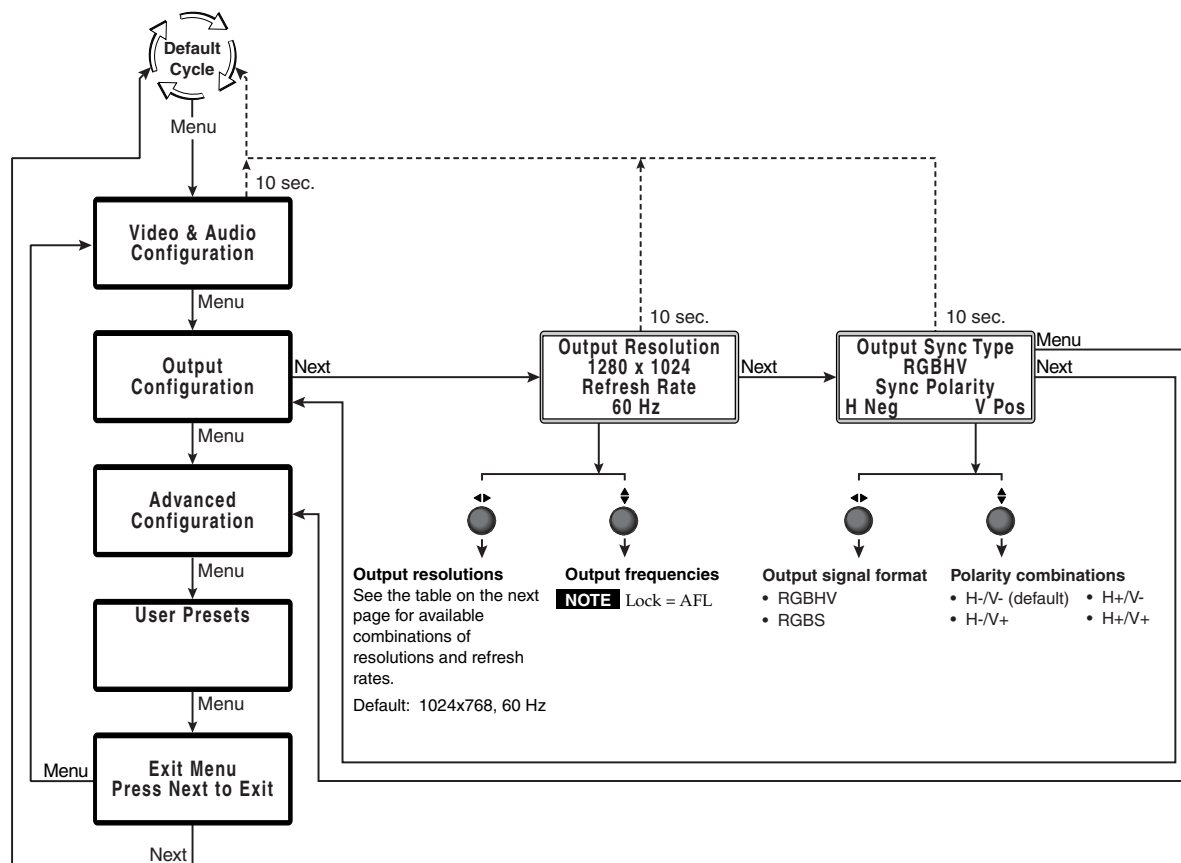 Default
Cycle
Menu
10 sec.
Video & Audio
Configuration
Menu
Output
Configuration
Next
10 sec.
Output Resolution
1280 x 1024
Refresh Rate
60 Hz
Next
10 sec.
Output Sync Type
RGBHV
Sync Polarity
H Neg V Pos
Menu
Next
Menu
Advanced
Configuration
Output resolutions
See the table on the next
page for available
combinations of
resolutions and refresh
rates.
Default: 1024x768, 60 Hz
Output frequencies
NOTE Lock = AFL
Output signal format
• RGBHV
• RGBS
Polarity combinations
• H-/V- (default) • H+/V-
• H-/V+ • H+/V+
Menu
User Presets
Menu
Exit Menu
Press Next to Exit
Menu
Next